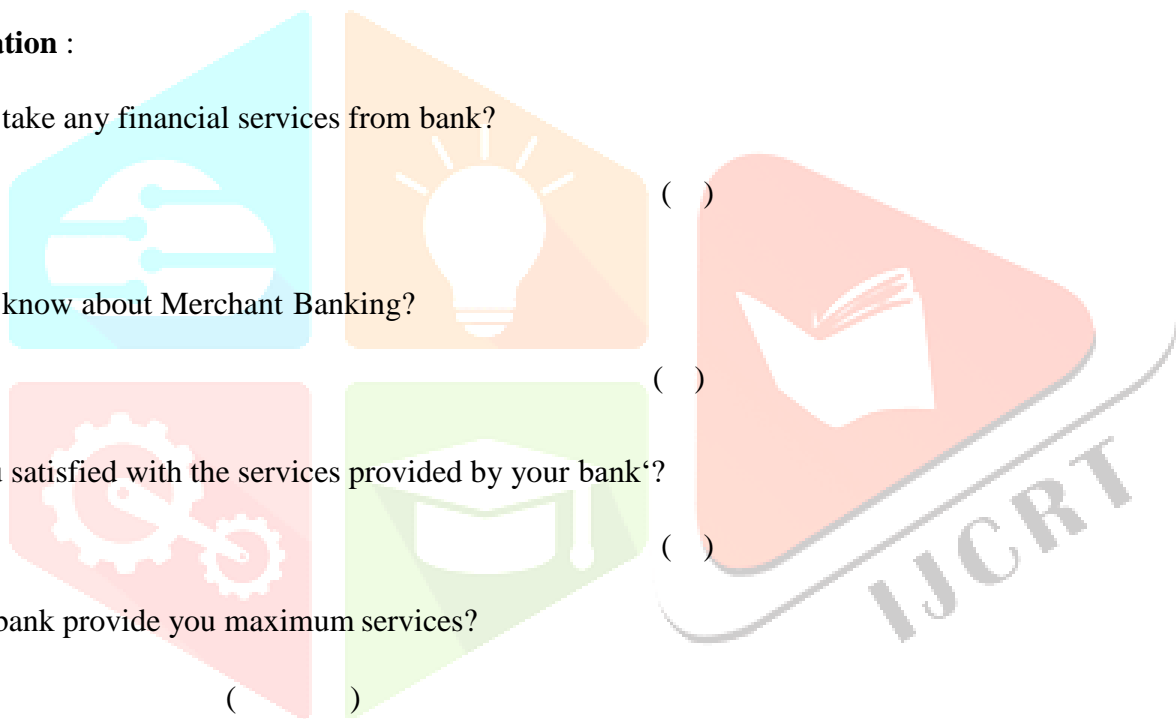 ation :
take any financial services from bank?
( )
know about Merchant Banking?
( )
satisfied with the services provided by your bank‘?
( )
bank provide you maximum services?
( )
IJCRT